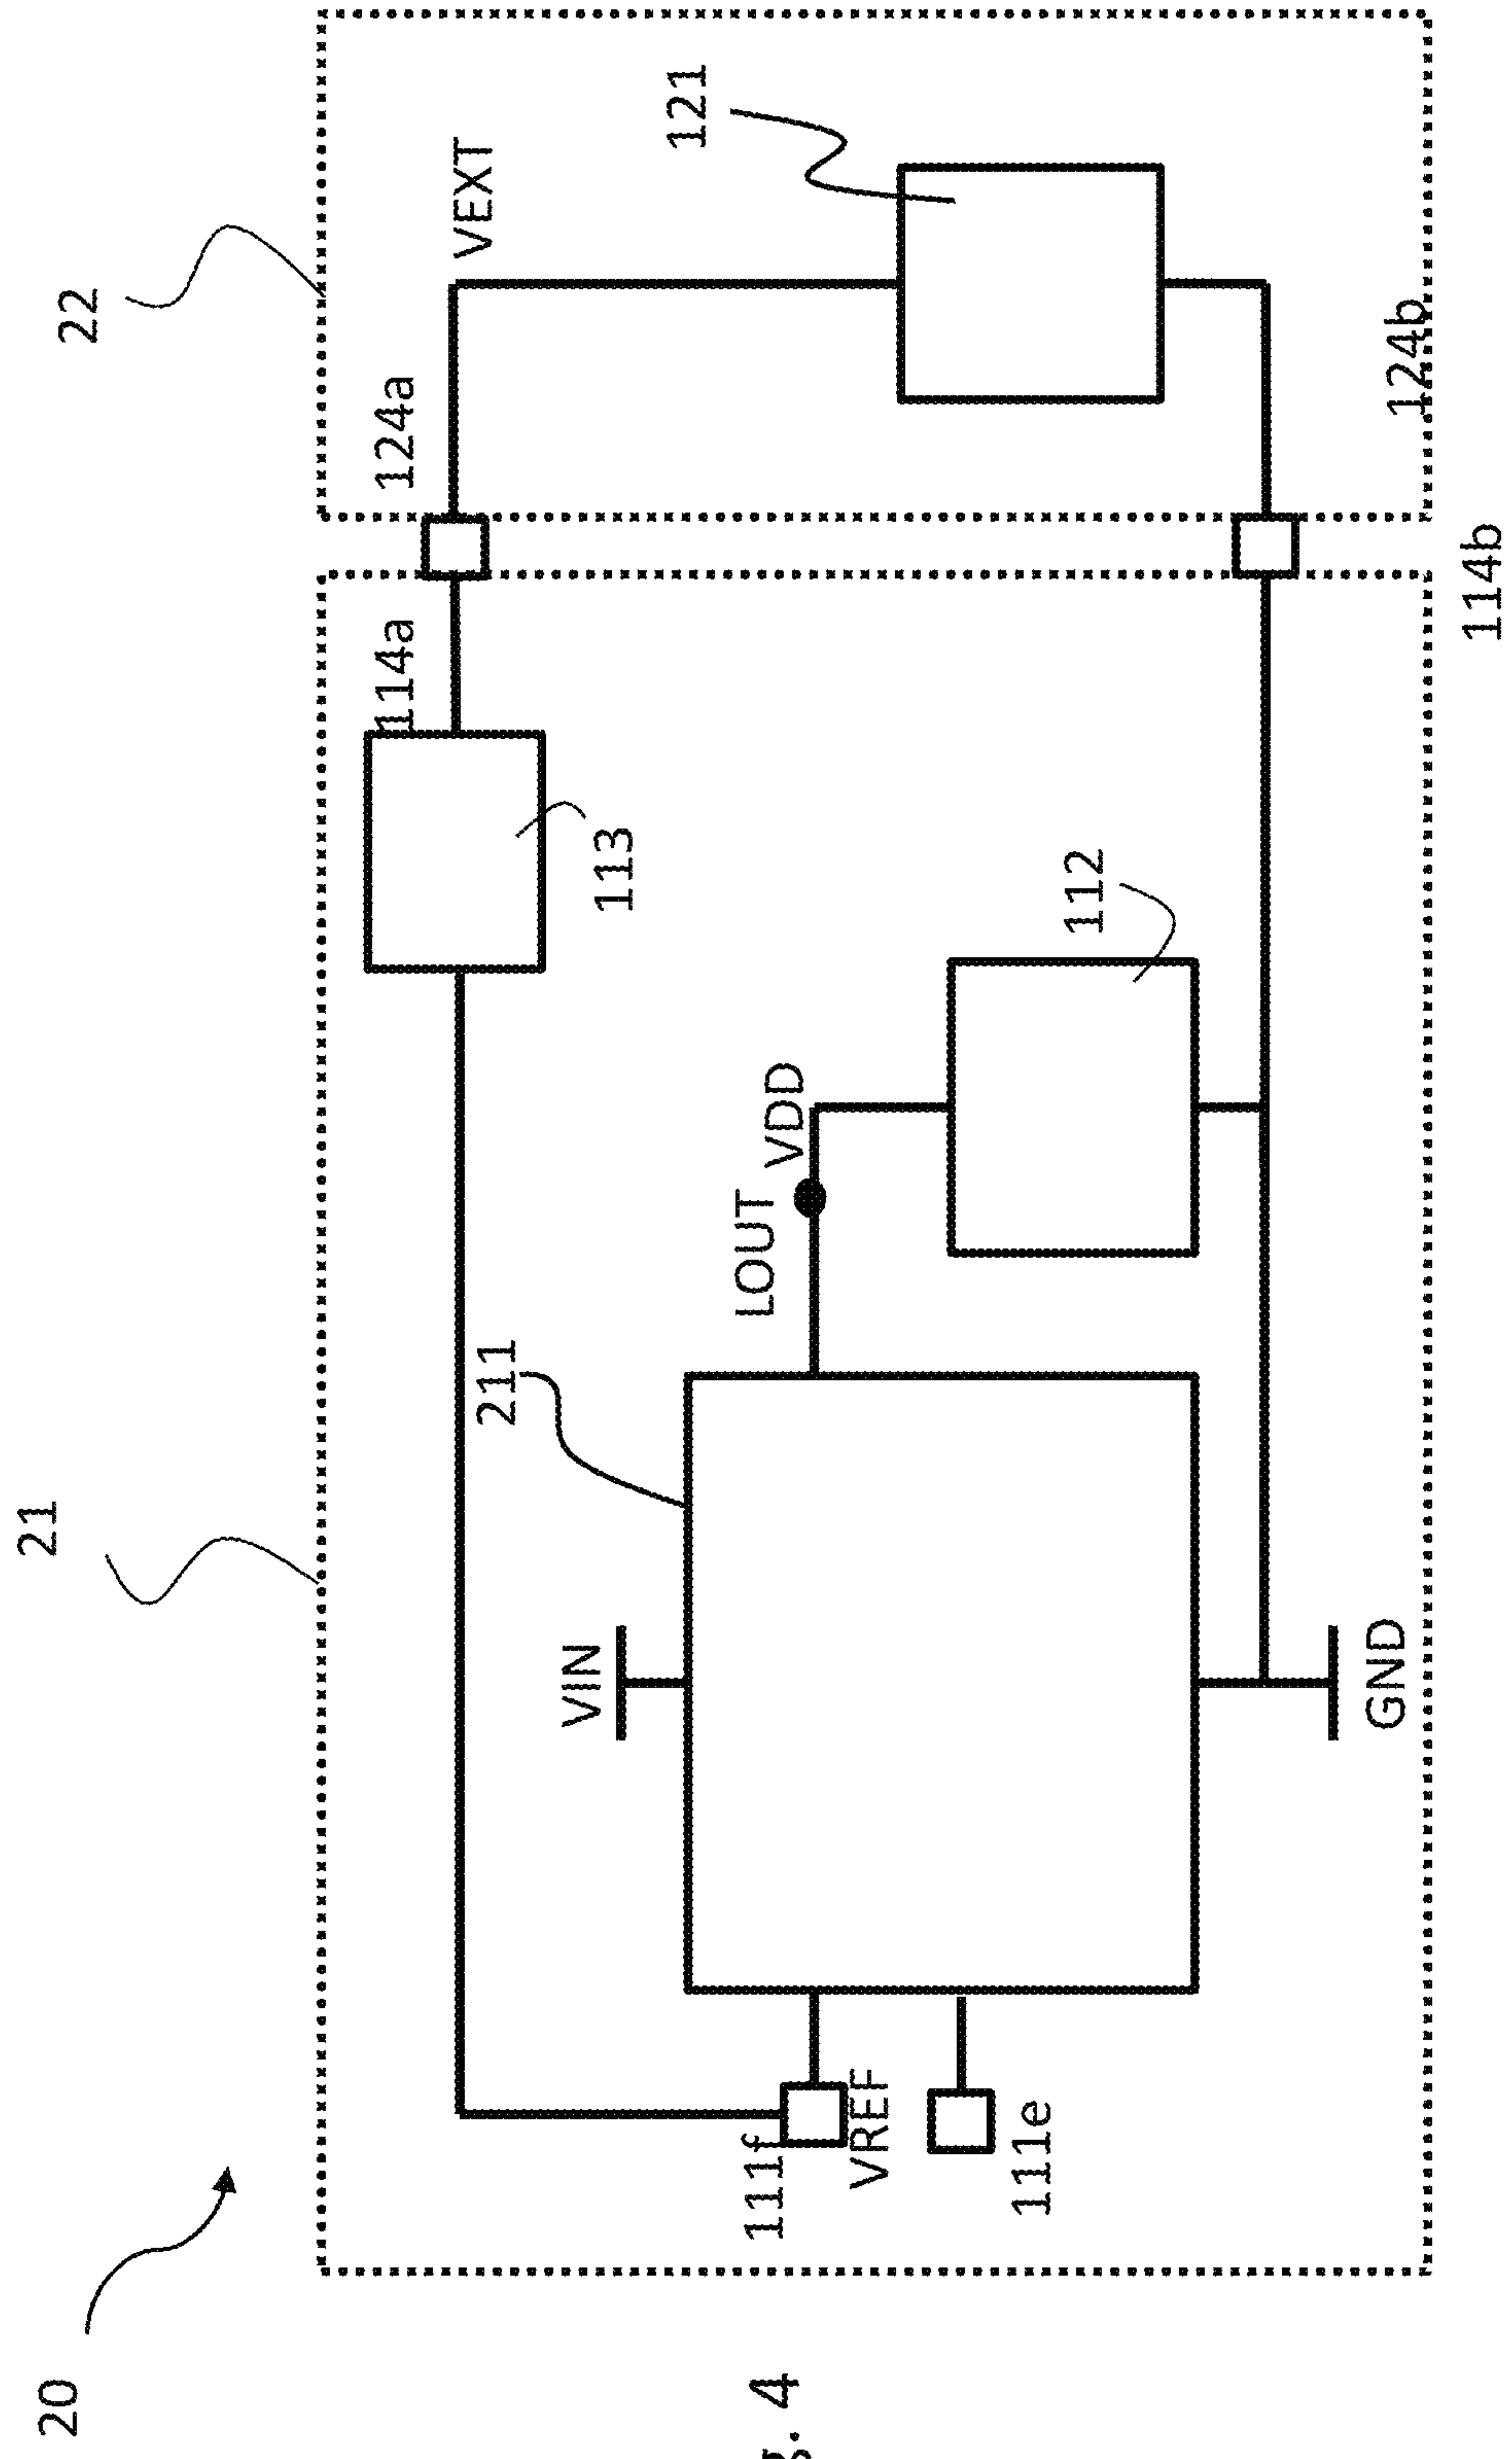 20
21
22
114a
124a
VEXT
113
121
211
VIN
LOUT
VDD
112
111f
VREF
111e
GND
124b
114b
g. 4